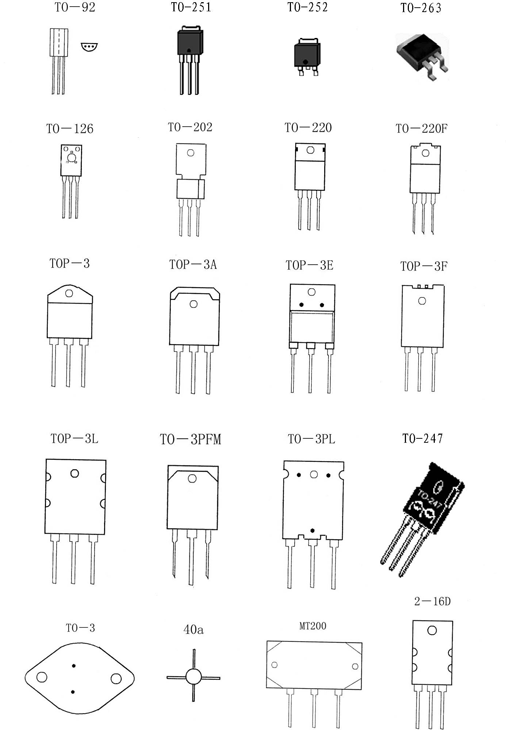 TO-92 TO-251 TO-252 TO-263
TO-126 TO-202 TO-220 TO-220F
TOP-3 TOP-3A TOP-3E TOP-3F
TOP-3L TO-3PFM TO-3PL TO-247
TO-247
TO-3 40a MT200 2-16D